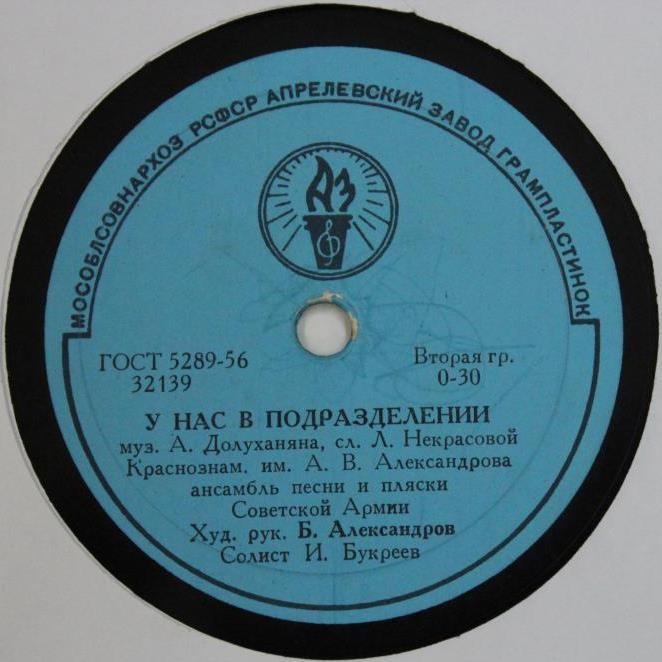 МОСОБЛСОВНАРХОЗ РСФСР АПРЕЛЕВСКИЙ ЗАВОД ГРАМПЛАСТИНОК
АЗ
ГОСТ 5289-56
32139
Вторая гр.
0-30
У НАС В ПОДРАЗДЕЛЕНИИ
муз. А. Долуханяна, сл. Л. Некрасовой
Краснознам. им. А. В. Александрова
ансамбль песни и пляски
Советской Армии
Худ. рук. Б. Александров
Солист И. Букреев